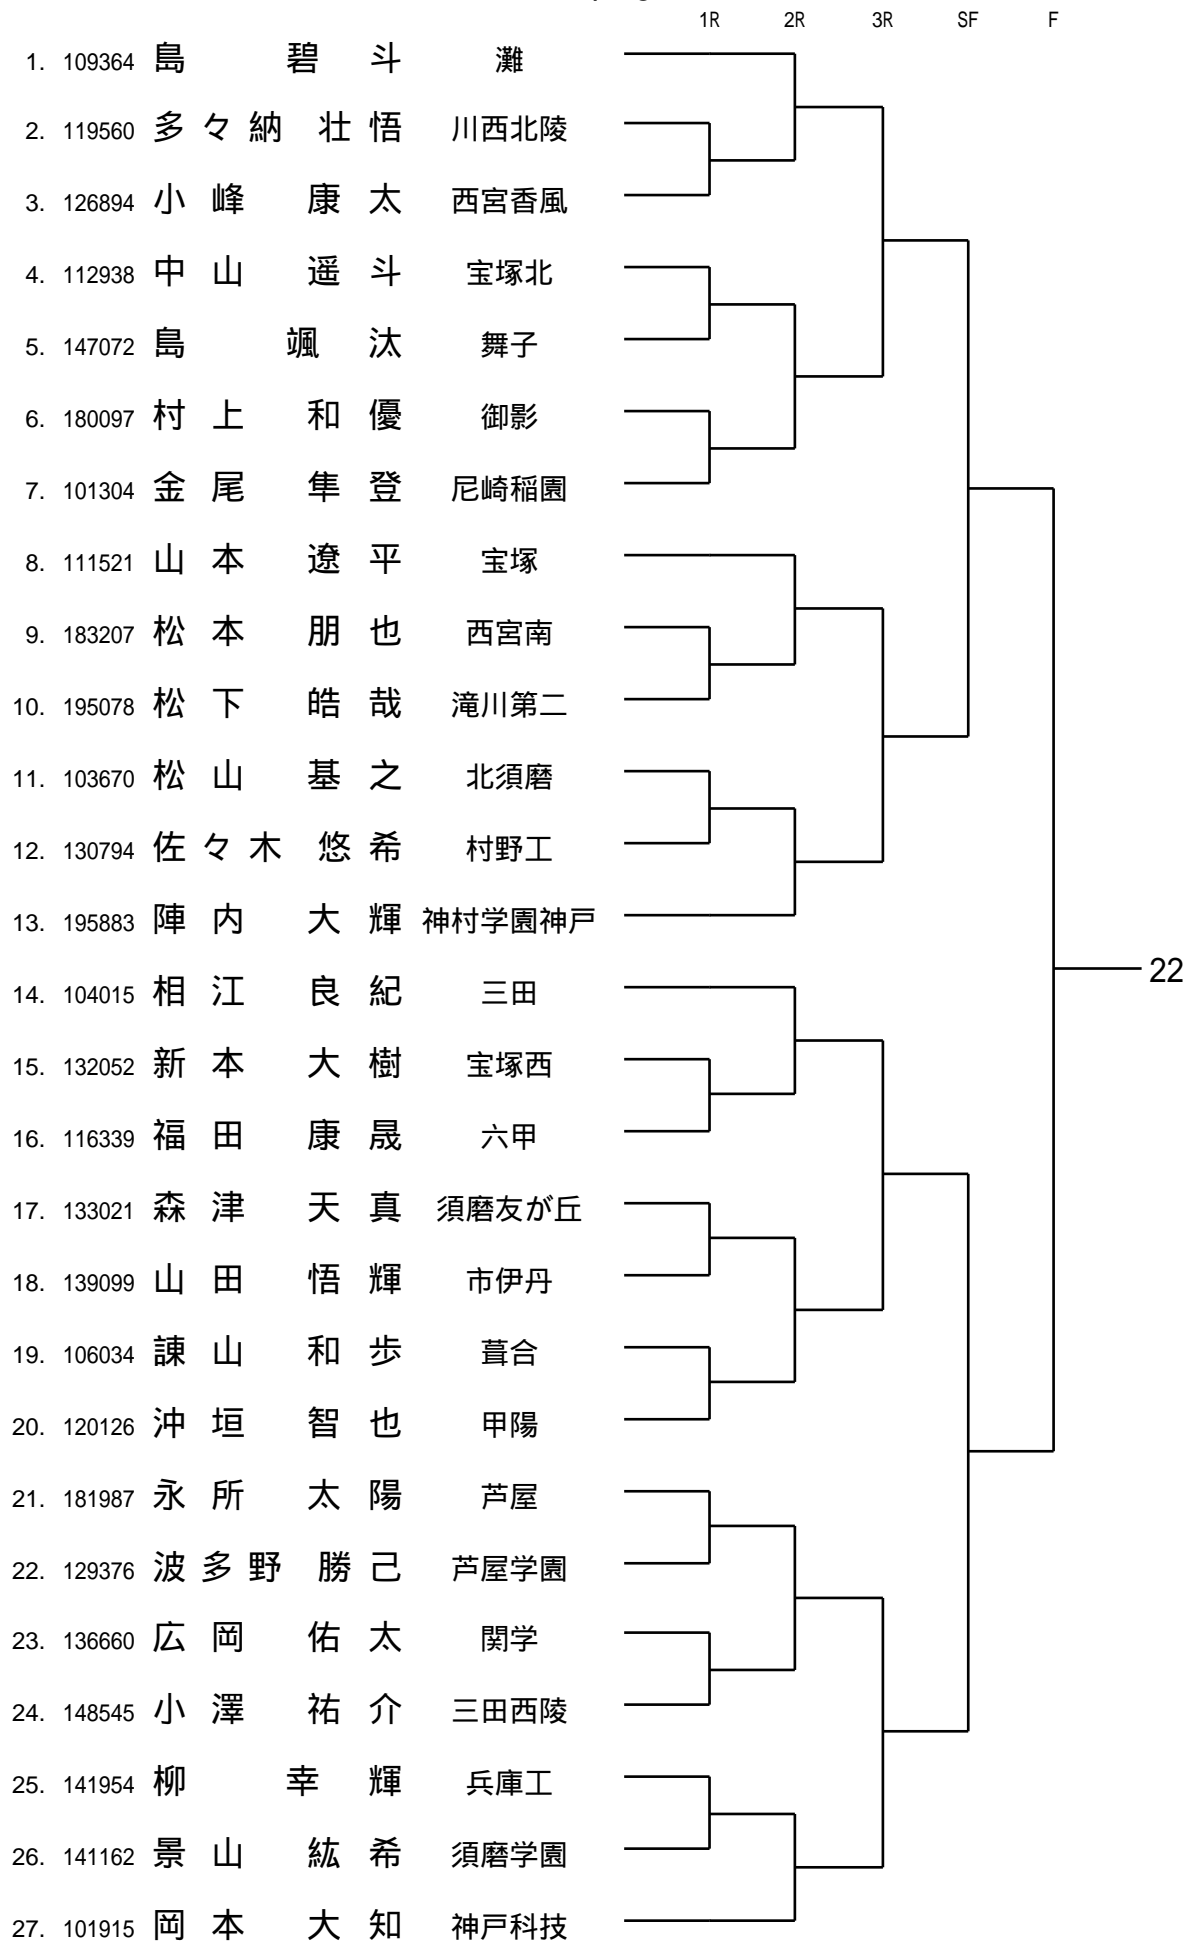 1R 2R 3R SF F
1. 109364 島 碧 斗 灘
2. 119560 多々納 壮悟 川西北陵
3. 126894 小峰 康太 西宮香風
4. 112938 中山 遥斗 宝塚北
5. 147072 島 颯汰 舞子
6. 180097 村上 和優 御影
7. 101304 金尾 隼登 尼崎稲園
8. 111521 山本 遼平 宝塚
9. 183207 松本 朋也 西宮南
10. 195078 松下 皓哉 滝川第二
11. 103670 松山 基之 北須磨
12. 130794 佐々木 悠希 村野工
13. 195883 陣内 大輝 神村学園神戸
22
14. 104015 相江 良紀 三田
15. 132052 新本 大樹 宝塚西
16. 116339 福田 康晟 六甲
17. 133021 森津 天真 須磨友が丘
18. 139099 山田 悟輝 市伊丹
19. 106034 諌山 和歩 葺合
20. 120126 沖垣 智也 甲陽
21. 181987 永所 太陽 芦屋
22. 129376 波多野 勝己 芦屋学園
23. 136660 広岡 佑太 関学
24. 148545 小澤 祐介 三田西陵
25. 141954 柳 幸輝 兵庫工
26. 141162 景山 紘希 須磨学園
27. 101915 岡本 大知 神戸科技